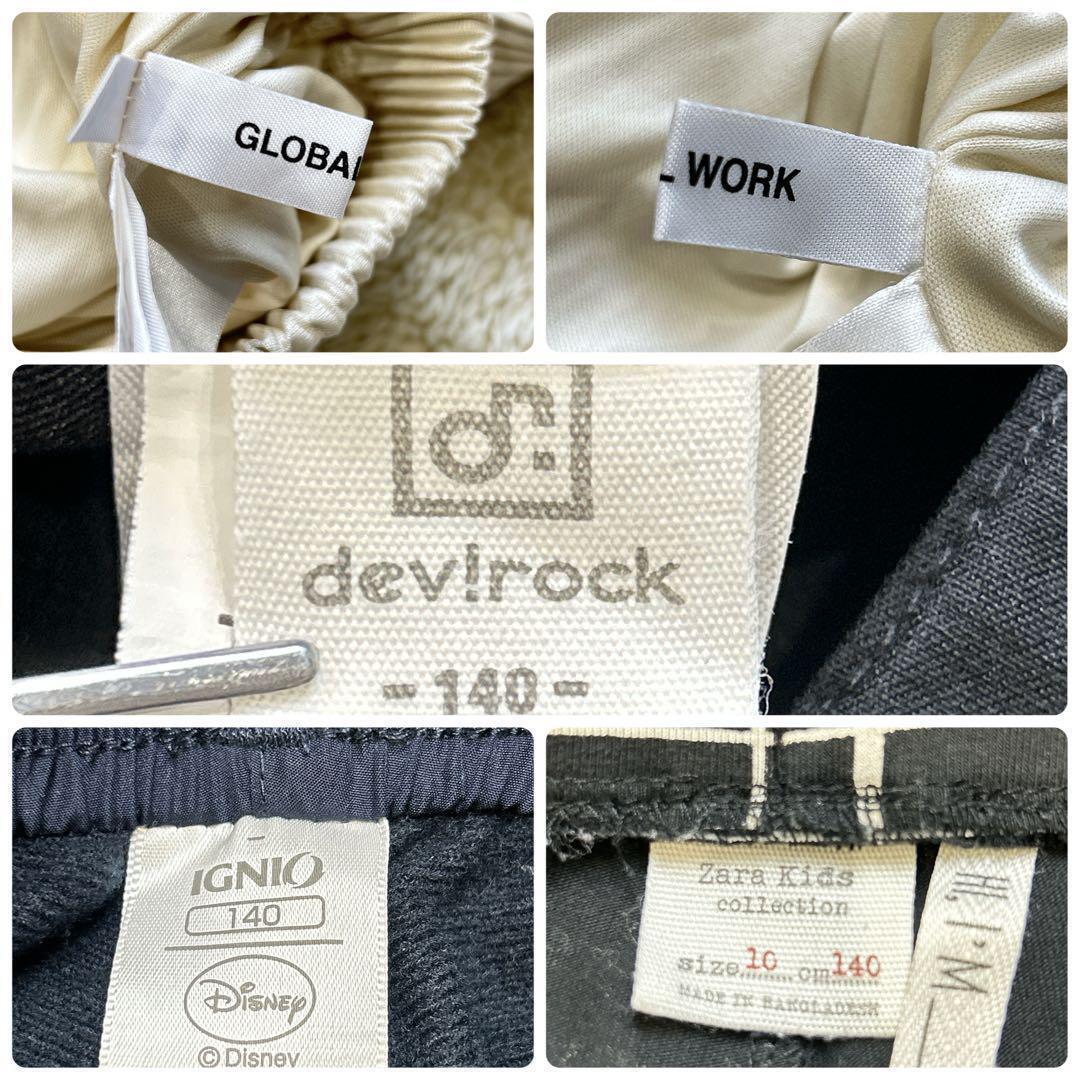 GLOBAL
L WORK
dev!rock
-140-
IGNIO
140
Disney
© Disney
Zara Kids
collection
size 10 cm 140
MADE IN BANGLADESH
HI, I'M